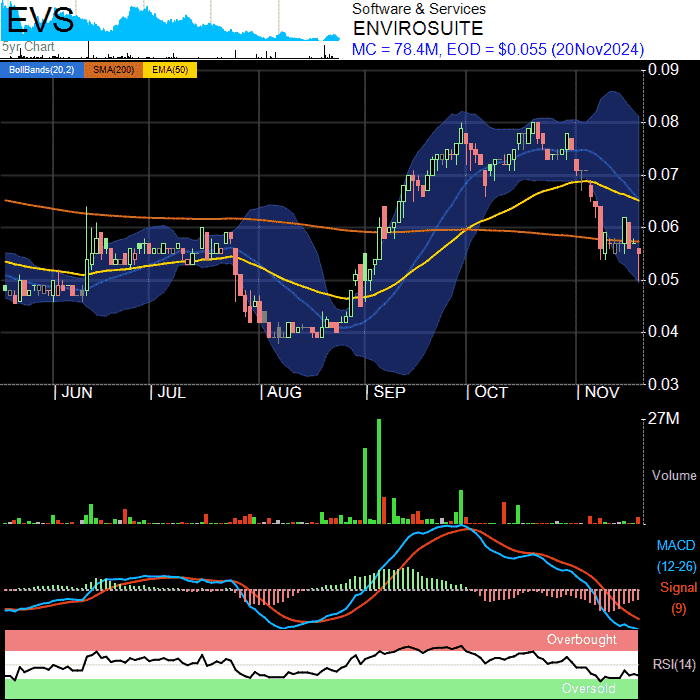 EVS
5yr Chart
Software & Services
ENVIROSUITE
MC = 78.4M, EOD = $0.055 (20Nov2024)
BollBands(20,2) SMA(200) EMA(50)
0.09
0.08
0.07
0.06
0.05
0.04
0.03
JUN JUL AUG SEP OCT NOV
27M
Volume
MACD
(12-26)
Signal
(9)
Overbought
RSI(14)
Oversold